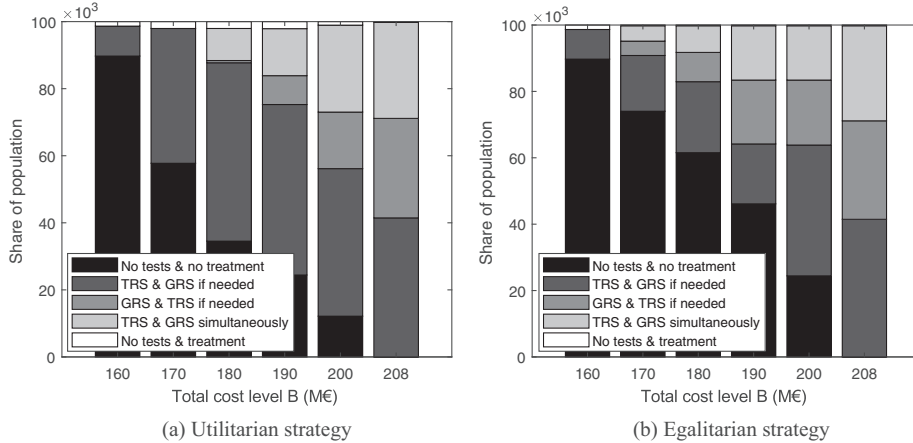 100 × 10³
80
60
40
20
0
Share of population
No tests & no treatment
TRS & GRS if needed
GRS & TRS if needed
TRS & GRS simultaneously
No tests & treatment
160 170 180 190 200 208
Total cost level B (M€)
(a) Utilitarian strategy
100 × 10³
80
60
40
20
0
Share of population
No tests & no treatment
TRS & GRS if needed
GRS & TRS if needed
TRS & GRS simultaneously
No tests & treatment
160 170 180 190 200 208
Total cost level B (M€)
(b) Egalitarian strategy